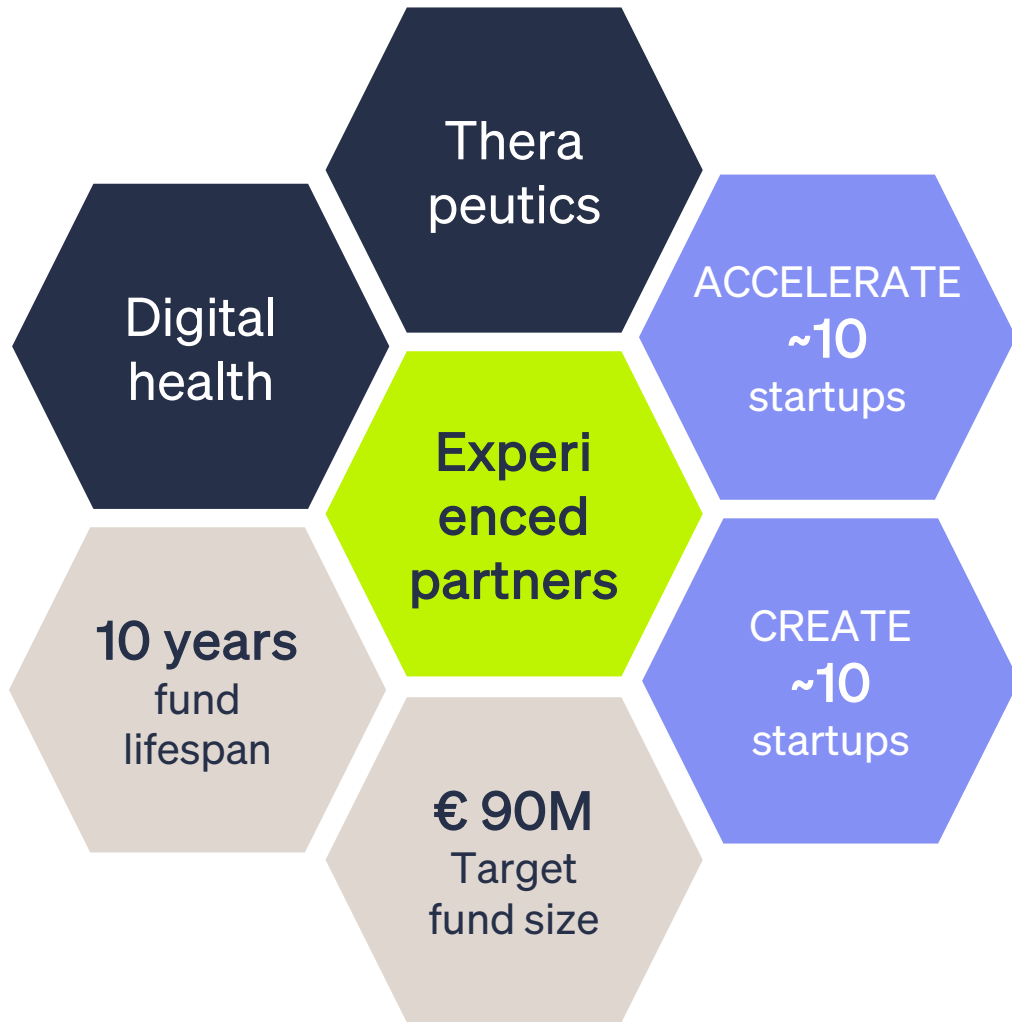 Thera
peutics
Digital
health
ACCELERATE
~10
startups
Experi
enced
partners
10 years
fund
lifespan
CREATE
~10
startups
€ 90M
Target
fund size